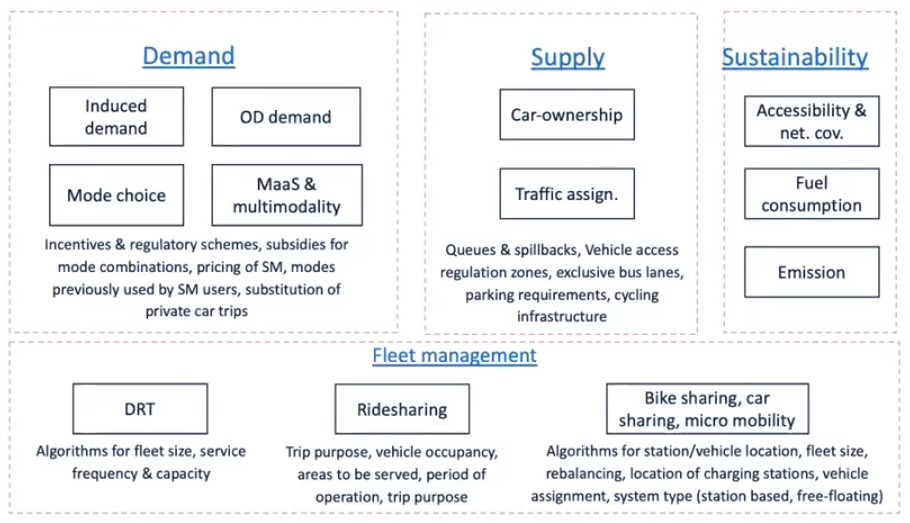 Demand
Induced
demand
OD demand
Mode choice
MaaS &
multimodality
Incentives & regulatory schemes, subsidies for
mode combinations, pricing of SM, modes
previously used by SM users, substitution of
private car trips
Supply
Car-ownership
Traffic assign.
Queues & spillbacks, Vehicle access
regulation zones, exclusive bus lanes,
parking requirements, cycling
infrastructure
Sustainability
Accessibility &
net. cov.
Fuel
consumption
Emission
Fleet management
DRT
Algorithms for fleet size, service
frequency & capacity
Ridesharing
Trip purpose, vehicle occupancy,
areas to be served, period of
operation, trip purpose
Bike sharing, car
sharing, micro mobility
Algorithms for station/vehicle location, fleet size,
rebalancing, location of charging stations, vehicle
assignment, system type (station based, free-floating)